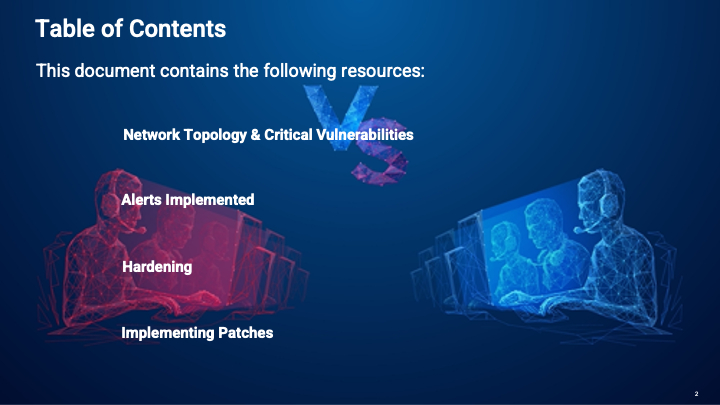 Table of Contents
This document contains the following resources:
VS
Network Topology & Critical Vulnerabilities
Alerts Implemented
Hardening
Implementing Patches
2